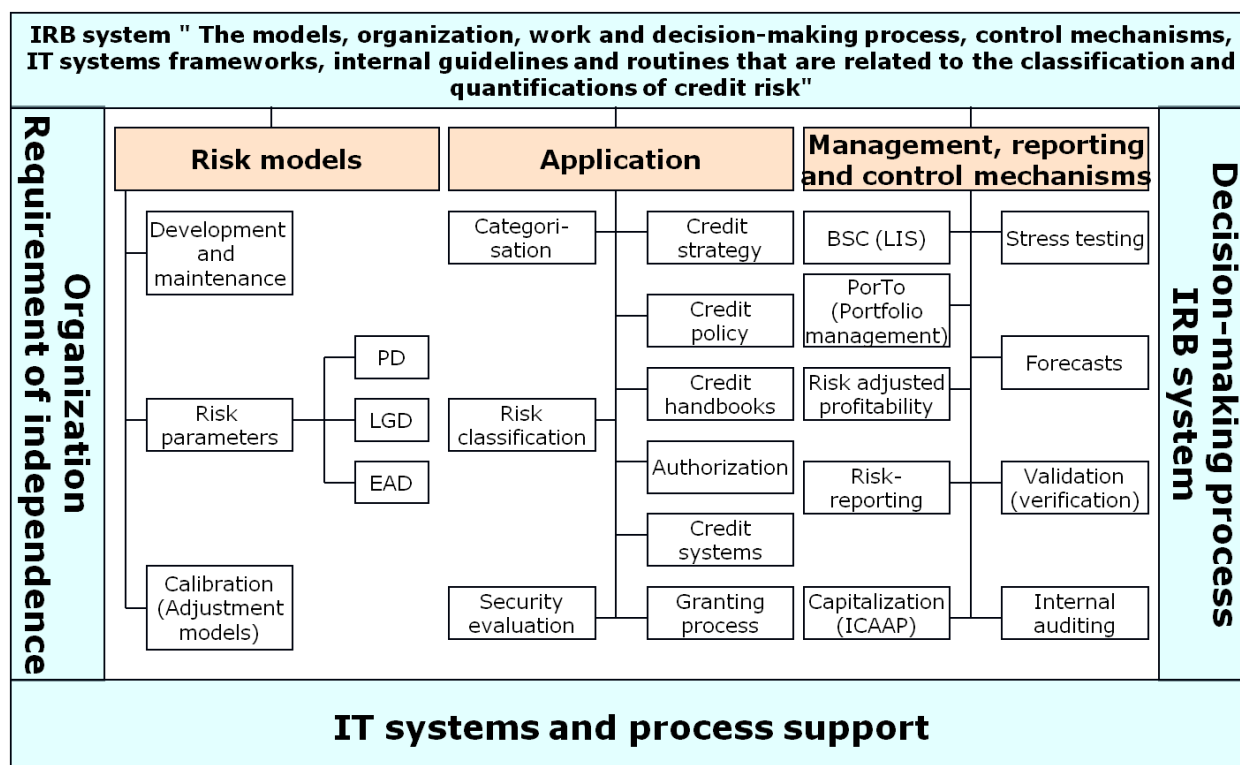 IRB system " The models, organization, work and decision-making process, control mechanisms,
IT systems frameworks, internal guidelines and routines that are related to the classification and
quantifications of credit risk"
Organization
Requirement of independence
Risk models
Development
and
maintenance
Risk
parameters
PD
LGD
EAD
Calibration
(Adjustment
models)
Application
Categori-
sation
Credit
strategy
Credit
policy
Credit
handbooks
Risk
classification
Authorization
Credit
systems
Security
evaluation
Granting
process
Management, reporting
and control mechanisms
BSC (LIS)
Stress testing
PorTo
(Portfolio
management)
Forecasts
Risk adjusted
profitability
Risk-
reporting
Validation
(verification)
Capitalization
(ICAAP)
Internal
auditing
Decision-making process
IRB system
IT systems and process support